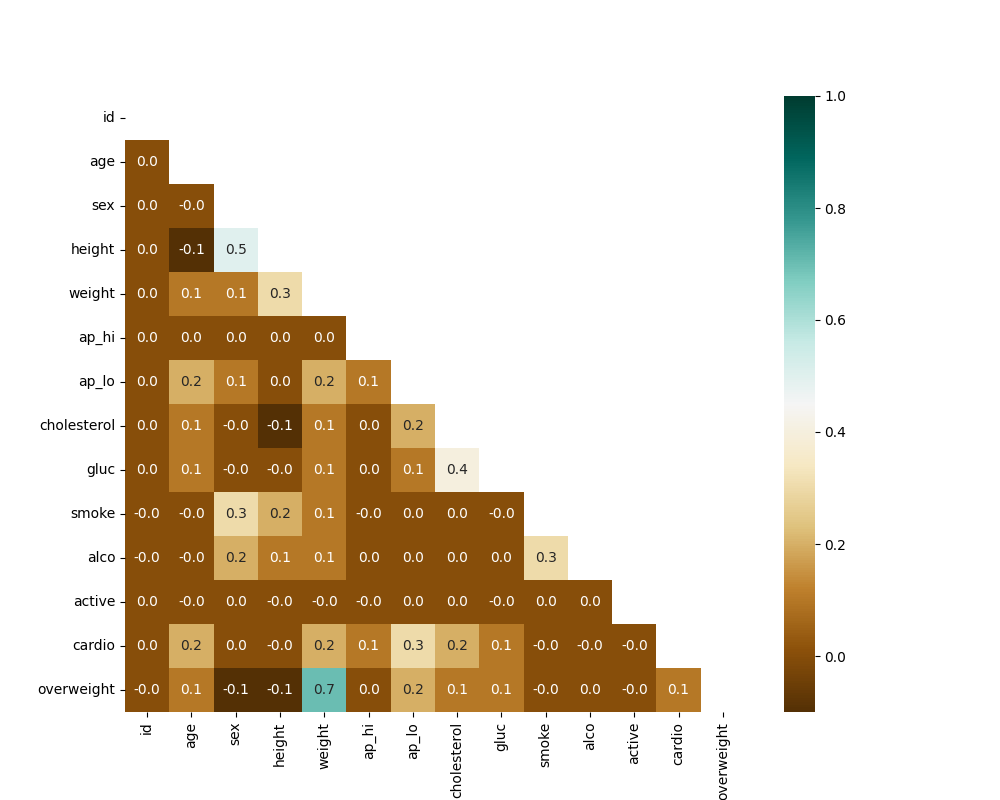 id
age 0.0
sex 0.0 -0.0
height 0.0 -0.1 0.5
weight 0.0 0.1 0.1 0.3
ap_hi 0.0 0.0 0.0 0.0 0.0
ap_lo 0.0 0.2 0.1 0.0 0.2 0.1
cholesterol 0.0 0.1 -0.0 -0.1 0.1 0.0 0.2
gluc 0.0 0.1 -0.0 -0.0 0.1 0.0 0.1 0.4
smoke -0.0 -0.0 0.3 0.2 0.1 -0.0 0.0 0.0 -0.0
alco -0.0 -0.0 0.2 0.1 0.1 0.0 0.0 0.0 0.0 0.3
active 0.0 -0.0 0.0 -0.0 -0.0 -0.0 0.0 0.0 -0.0 0.0 0.0
cardio 0.0 0.2 0.0 -0.0 0.2 0.1 0.3 0.2 0.1 -0.0 -0.0 -0.0
overweight -0.0 0.1 -0.1 -0.1 0.7 0.0 0.2 0.1 0.1 -0.0 0.0 -0.0 0.1
id age sex height weight ap_hi ap_lo cholesterol gluc smoke alco active cardio overweight
1.0
0.8
0.6
0.4
0.2
0.0